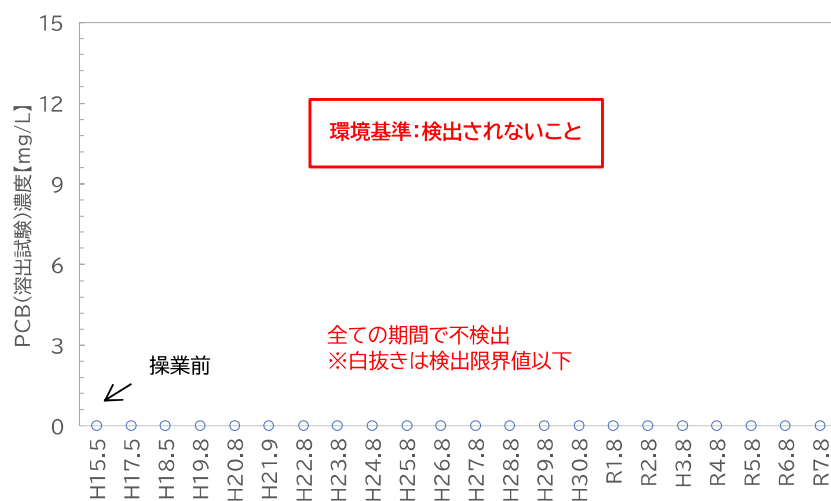 15
12
9
6
3
0
PCB(溶出試験)濃度【mg/L】
環境基準：検出されないこと
全ての期間で不検出
※白抜きは検出限界値以下
操業前
H15.5
H17.5
H18.5
H19.8
H20.8
H21.9
H22.8
H23.8
H24.8
H25.8
H26.8
H27.8
H28.8
H29.8
H30.8
R1.8
R2.8
H3.8
R4.8
R5.8
R6.8
R7.8